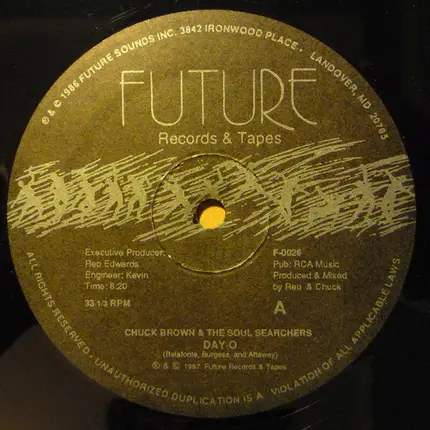 ℗ & © 1986 FUTURE SOUNDS INC. 3842 IRONWOOD PLACE · LANDOVER, MD 20785
FUTURE
Records & Tapes
Executive Producer:
Reo Edwards
Engineer: Kevin
Time: 8:20
33 1/3 RPM
F-0026
Pub: RCA Music
Produced & Mixed
by Reo & Chuck
A
CHUCK BROWN & THE SOUL SEARCHERS
DAY-O
(Belafonte, Burgess, and Attaway)
℗ & © 1987 Future Records & Tapes
ALL RIGHTS RESERVED · UNAUTHORIZED DUPLICATION IS A VIOLATION OF ALL APPLICABLE LAWS